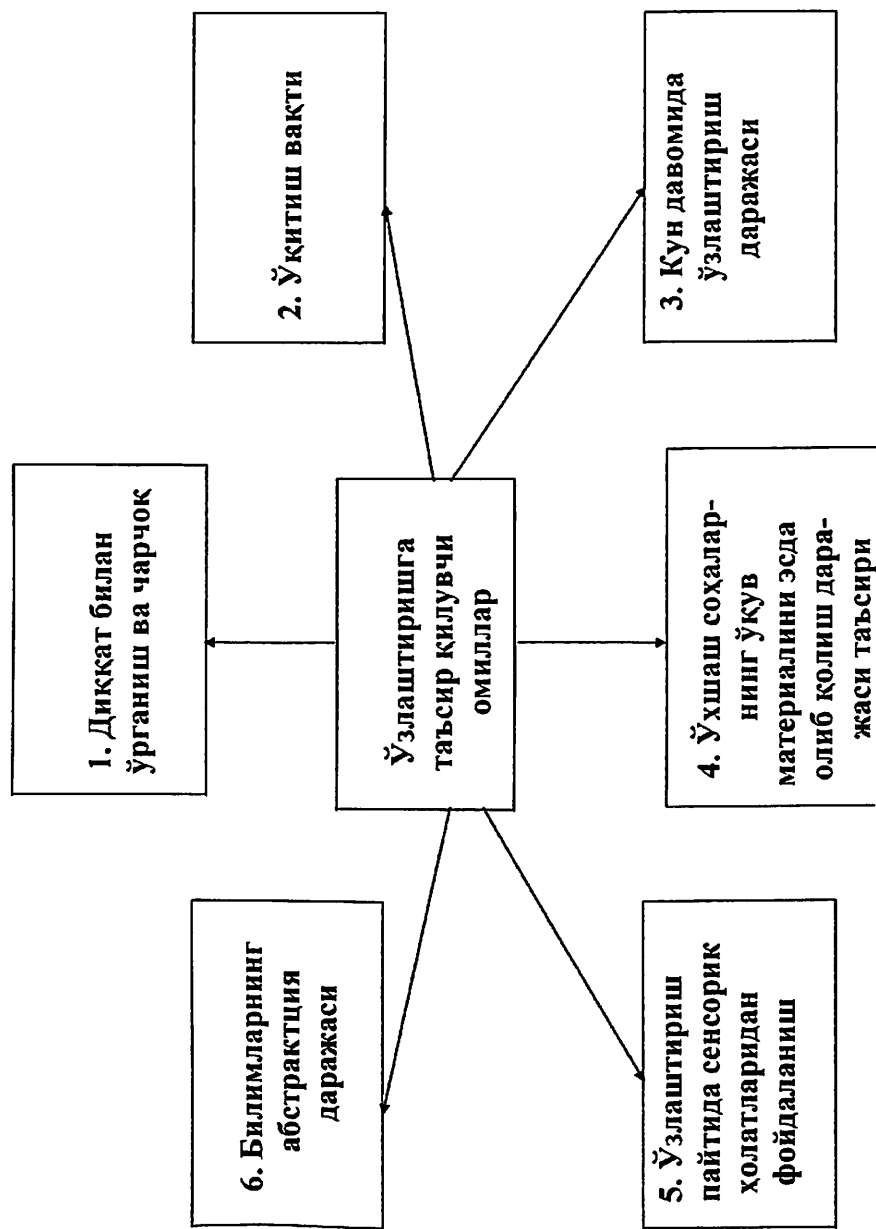 1. Диққат билан
ўрганиш ва чарчоқ
2. Ўқитиш вақти
3. Кун давомида
ўзлаштириш
даражаси
4. Ўхшаш соҳалар-
нинг ўқув
материалини эсда
олиб қолиш дара-
жаси таъсири
5. Ўзлаштириш
пайтида сенсорик
ҳолатларидан
фойдаланиш
6. Билимларнинг
абстрактция
даражаси
Ўзлаштиришга
таъсир қилувчи
омиллар